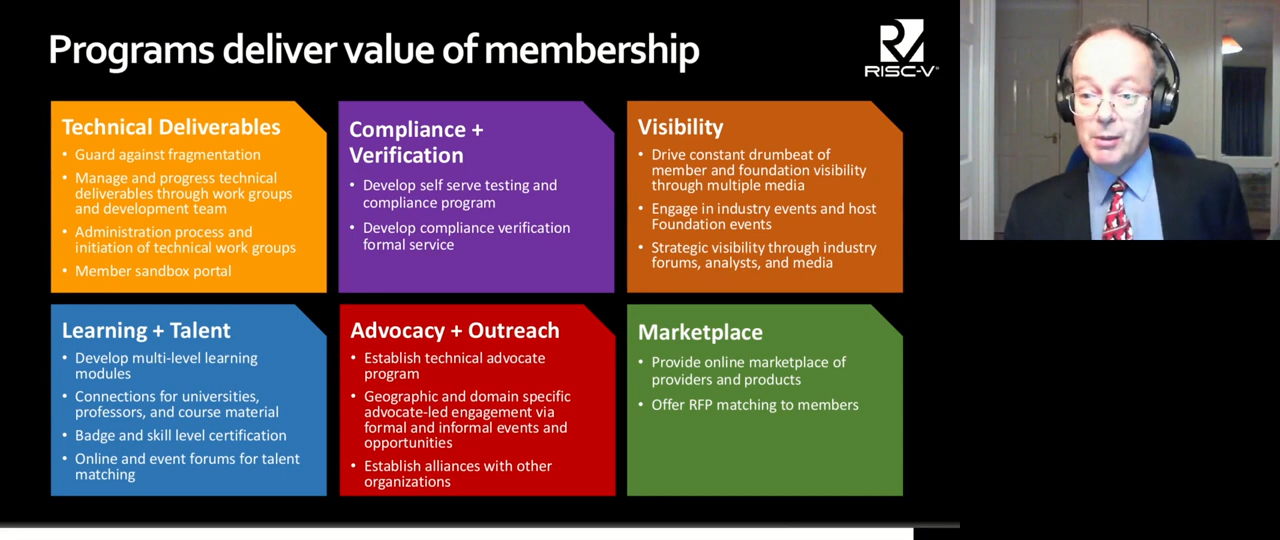 Programs deliver value of membership
RISC-V®
Technical Deliverables
• Guard against fragmentation
• Manage and progress technical
deliverables through work groups
and development team
• Administration process and
initiation of technical work groups
• Member sandbox portal
Compliance +
Verification
• Develop self serve testing and
compliance program
• Develop compliance verification
formal service
Visibility
• Drive constant drumbeat of
member and foundation visibility
through multiple media
• Engage in industry events and host
Foundation events
• Strategic visibility through industry
forums, analysts, and media
Learning + Talent
• Develop multi-level learning
modules
• Connections for universities,
professors, and course material
• Badge and skill level certification
• Online and event forums for talent
matching
Advocacy + Outreach
• Establish technical advocate
program
• Geographic and domain specific
advocate-led engagement via
formal and informal events and
opportunities
• Establish alliances with other
organizations
Marketplace
• Provide online marketplace of
providers and products
• Offer RFP matching to members